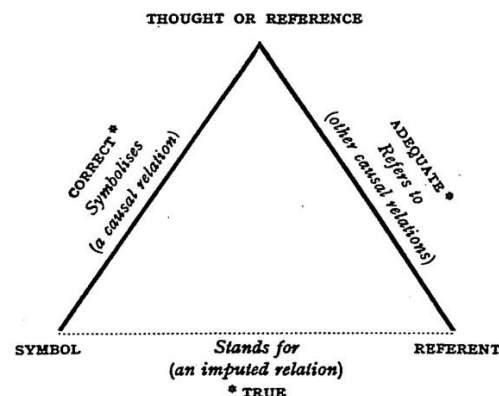 THOUGHT OR REFERENCE
CORRECT*
Symbolises
(a causal relation)
ADEQUATE*
Refers to
(other causal relations)
SYMBOL
Stands for
REFERENT
(an imputed relation)
* TRUE